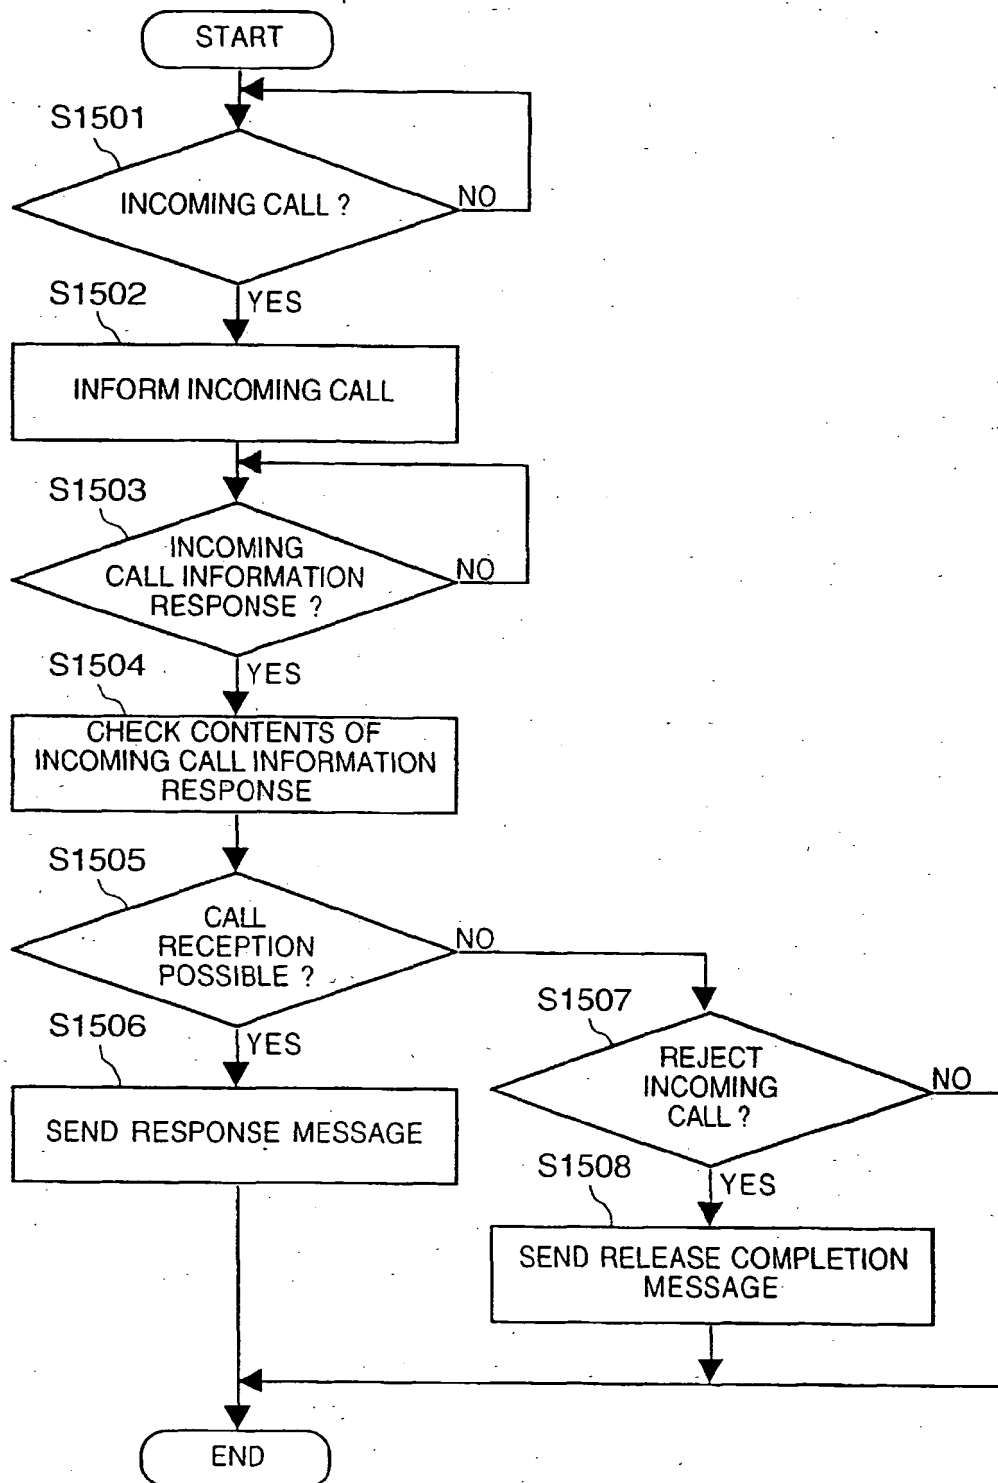 START
S1501
INCOMING CALL ?
NO
S1502
YES
INFORM INCOMING CALL
S1503
INCOMING
CALL INFORMATION
RESPONSE ?
NO
S1504
YES
CHECK CONTENTS OF
INCOMING CALL INFORMATION
RESPONSE
S1505
CALL
RECEPTION
POSSIBLE ?
NO
S1506
YES
SEND RESPONSE MESSAGE
S1507
REJECT
INCOMING
CALL ?
NO
S1508
YES
SEND RELEASE COMPLETION
MESSAGE
END